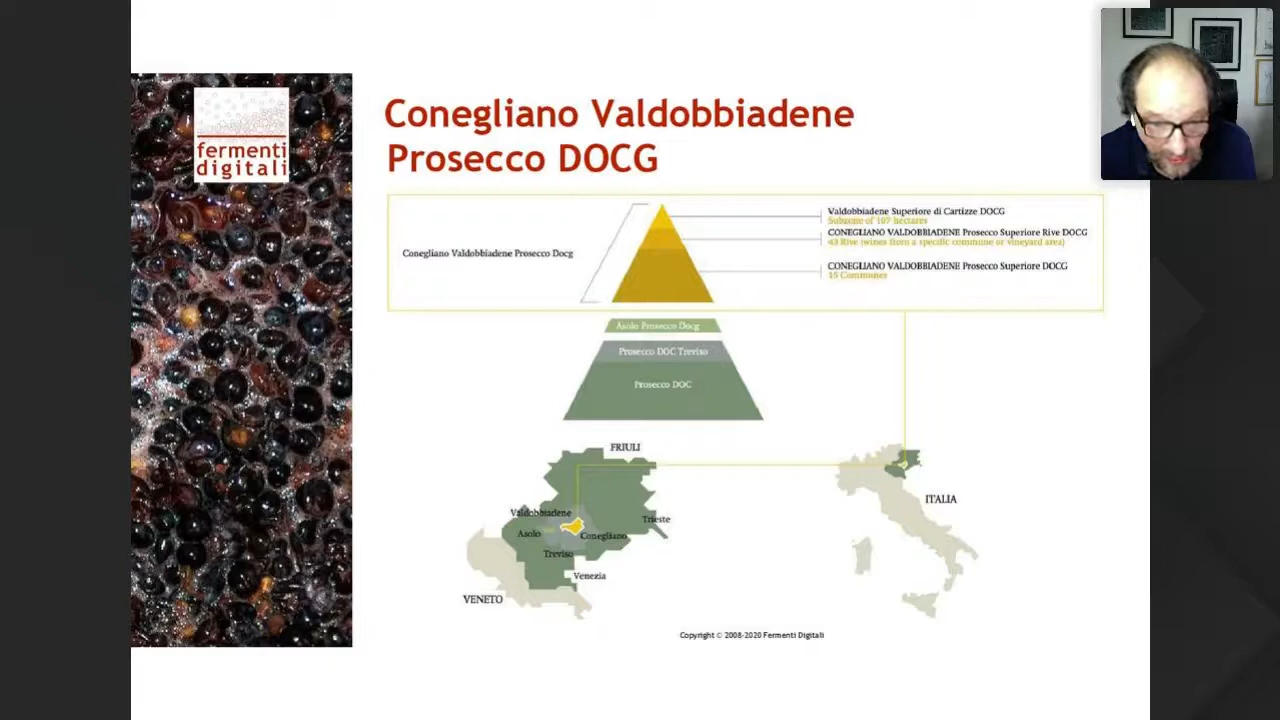 fermenti
digitali
Conegliano Valdobbiadene
Prosecco DOCG
Conegliano Valdobbiadene Prosecco Docg
Valdobbiadene Superiore di Cartizze DOCG
Subzone of 107 hectares
CONEGLIANO VALDOBBIADENE Prosecco Superiore Rive DOCG
43 Rive (wines from a specific commune or vineyard area)
CONEGLIANO VALDOBBIADENE Prosecco Superiore DOCG
15 Communes
Asolo Prosecco Docg
Prosecco DOC Treviso
Prosecco DOC
FRIULI
Valdobbiadene
Asolo
Conegliano
Trieste
Treviso
Venezia
VENETO
ITALIA
Copyright © 2008-2020 Fermenti Digitali